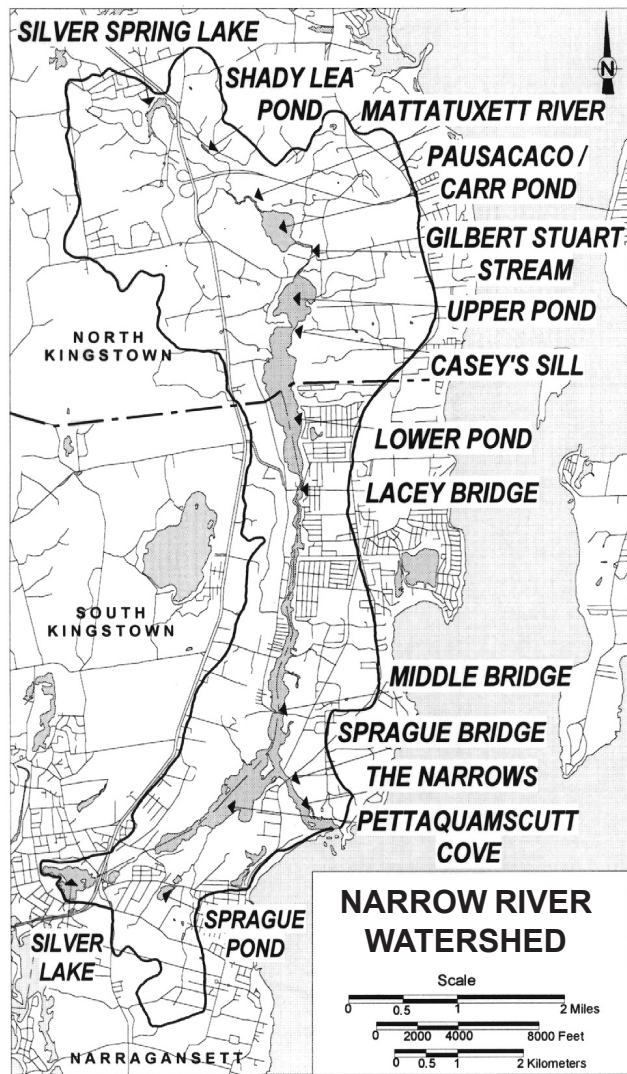 SILVER SPRING LAKE
SHADY LEA
POND
MATTATUXETT RIVER
PAUSACACO /
CARR POND
GILBERT STUART
STREAM
UPPER POND
CASEY'S SILL
LOWER POND
LACEY BRIDGE
MIDDLE BRIDGE
SPRAGUE BRIDGE
THE NARROWS
PETTAQUAMSCUTT
COVE
SPRAGUE
POND
SILVER
LAKE
NORTH
KINGSTOWN
SOUTH
KINGSTOWN
NARRAGANSETT
N
NARROW RIVER
WATERSHED
Scale
0 0.5 1 2 Miles
0 2000 4000 8000 Feet
0 0.5 1 2 Kilometers